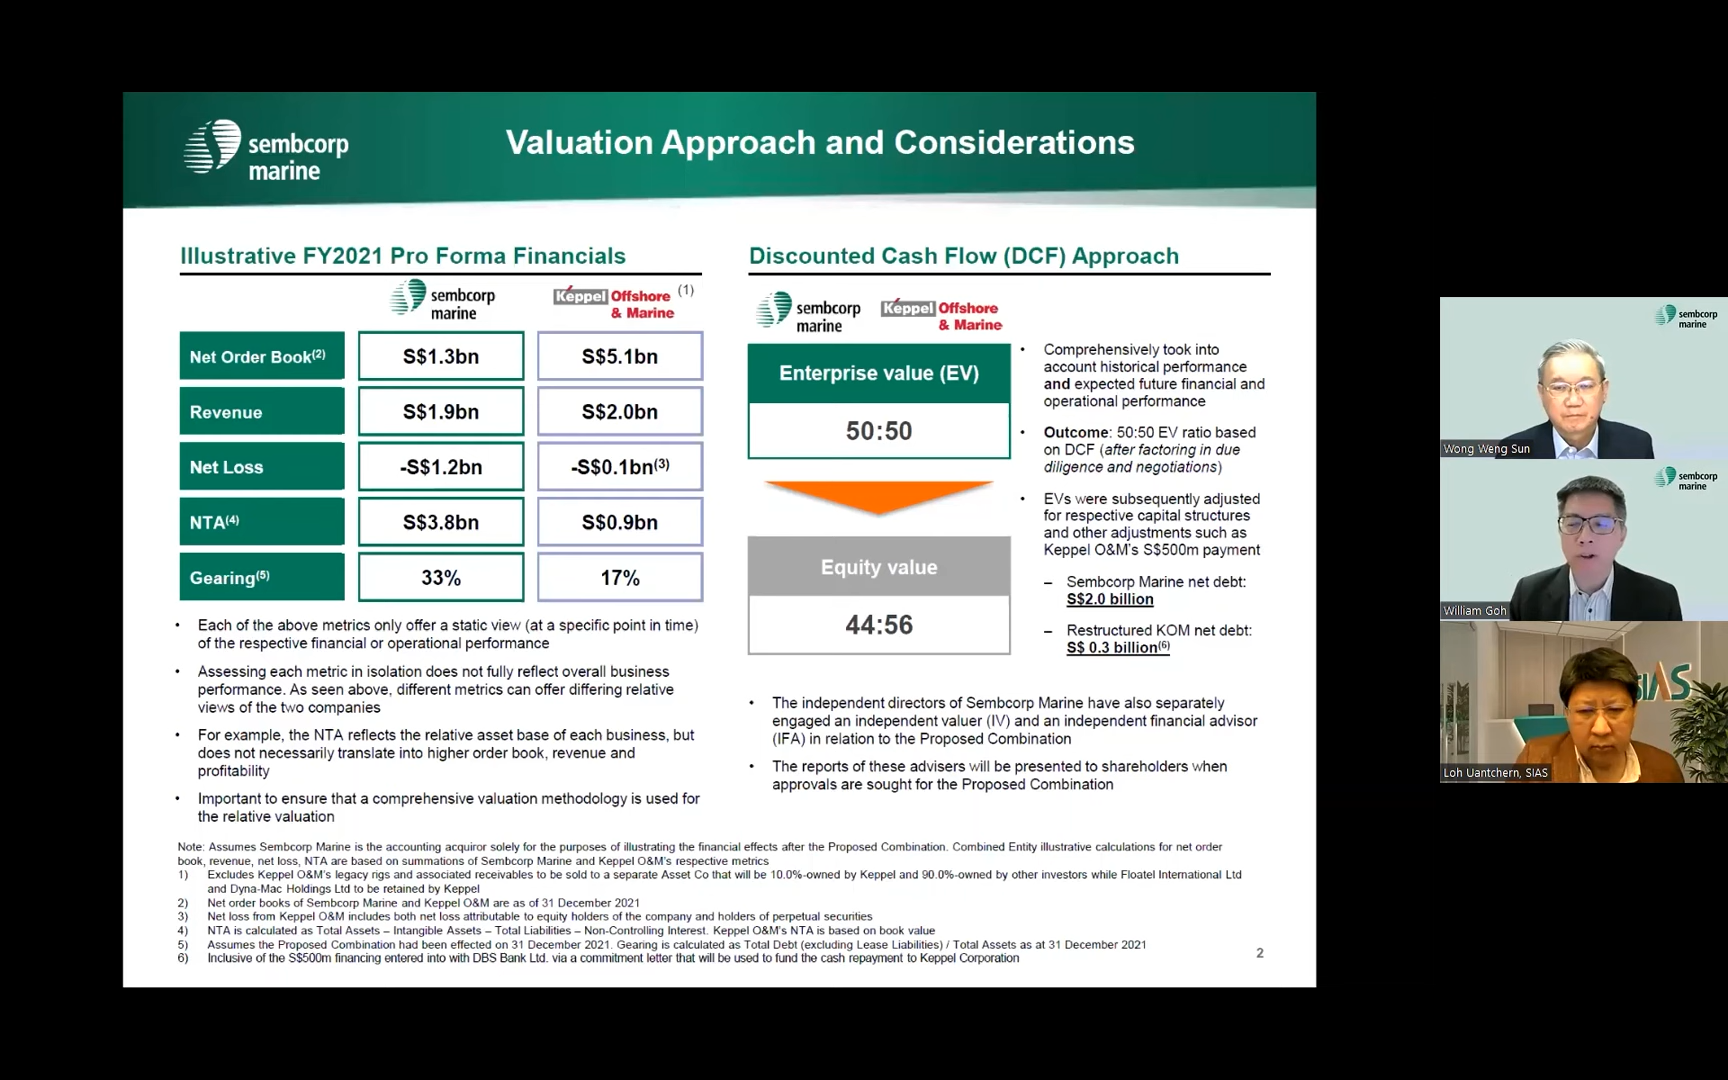 sembcorp
marine
Valuation Approach and Considerations
Illustrative FY2021 Pro Forma Financials
sembcorp
marine
Keppel Offshore
& Marine
(1)
Net Order Book(2)
S$1.3bn
S$5.1bn
Revenue
S$1.9bn
S$2.0bn
Net Loss
-S$1.2bn
-S$0.1bn(3)
NTA(4)
S$3.8bn
S$0.9bn
Gearing(5)
33%
17%
• Each of the above metrics only offer a static view (at a specific point in time)
of the respective financial or operational performance
• Assessing each metric in isolation does not fully reflect overall business
performance. As seen above, different metrics can offer differing relative
views of the two companies
• For example, the NTA reflects the relative asset base of each business, but
does not necessarily translate into higher order book, revenue and
profitability
• Important to ensure that a comprehensive valuation methodology is used for
the relative valuation
Discounted Cash Flow (DCF) Approach
sembcorp
marine
Keppel Offshore
& Marine
Enterprise value (EV)
50:50
Equity value
44:56
• Comprehensively took into
account historical performance
and expected future financial and
operational performance
• Outcome: 50:50 EV ratio based
on DCF (after factoring in due
diligence and negotiations)
• EVs were subsequently adjusted
for respective capital structures
and other adjustments such as
Keppel O&M's S$500m payment
– Sembcorp Marine net debt:
S$2.0 billion
– Restructured KOM net debt:
S$ 0.3 billion(6)
• The independent directors of Sembcorp Marine have also separately
engaged an independent valuer (IV) and an independent financial advisor
(IFA) in relation to the Proposed Combination
• The reports of these advisers will be presented to shareholders when
approvals are sought for the Proposed Combination
Note: Assumes Sembcorp Marine is the accounting acquiror solely for the purposes of illustrating the financial effects after the Proposed Combination. Combined Entity illustrative calculations for net order
book, revenue, net loss, NTA are based on summations of Sembcorp Marine and Keppel O&M's respective metrics
1) Excludes Keppel O&M's legacy rigs and associated receivables to be sold to a separate Asset Co that will be 10.0%-owned by Keppel and 90.0%-owned by other investors while Floatel International Ltd
and Dyna-Mac Holdings Ltd to be retained by Keppel
2) Net order books of Sembcorp Marine and Keppel O&M are as of 31 December 2021
3) Net loss from Keppel O&M includes both net loss attributable to equity holders of the company and holders of perpetual securities
4) NTA is calculated as Total Assets – Intangible Assets – Total Liabilities – Non-Controlling Interest. Keppel O&M's NTA is based on book value
5) Assumes the Proposed Combination had been effected on 31 December 2021. Gearing is calculated as Total Debt (excluding Lease Liabilities) / Total Assets as at 31 December 2021
6) Inclusive of the S$500m financing entered into with DBS Bank Ltd. via a commitment letter that will be used to fund the cash repayment to Keppel Corporation
2
sembcorp
marine
Wong Weng Sun
sembcorp
marine
William Goh
SIAS
Loh Uantchern, SIAS